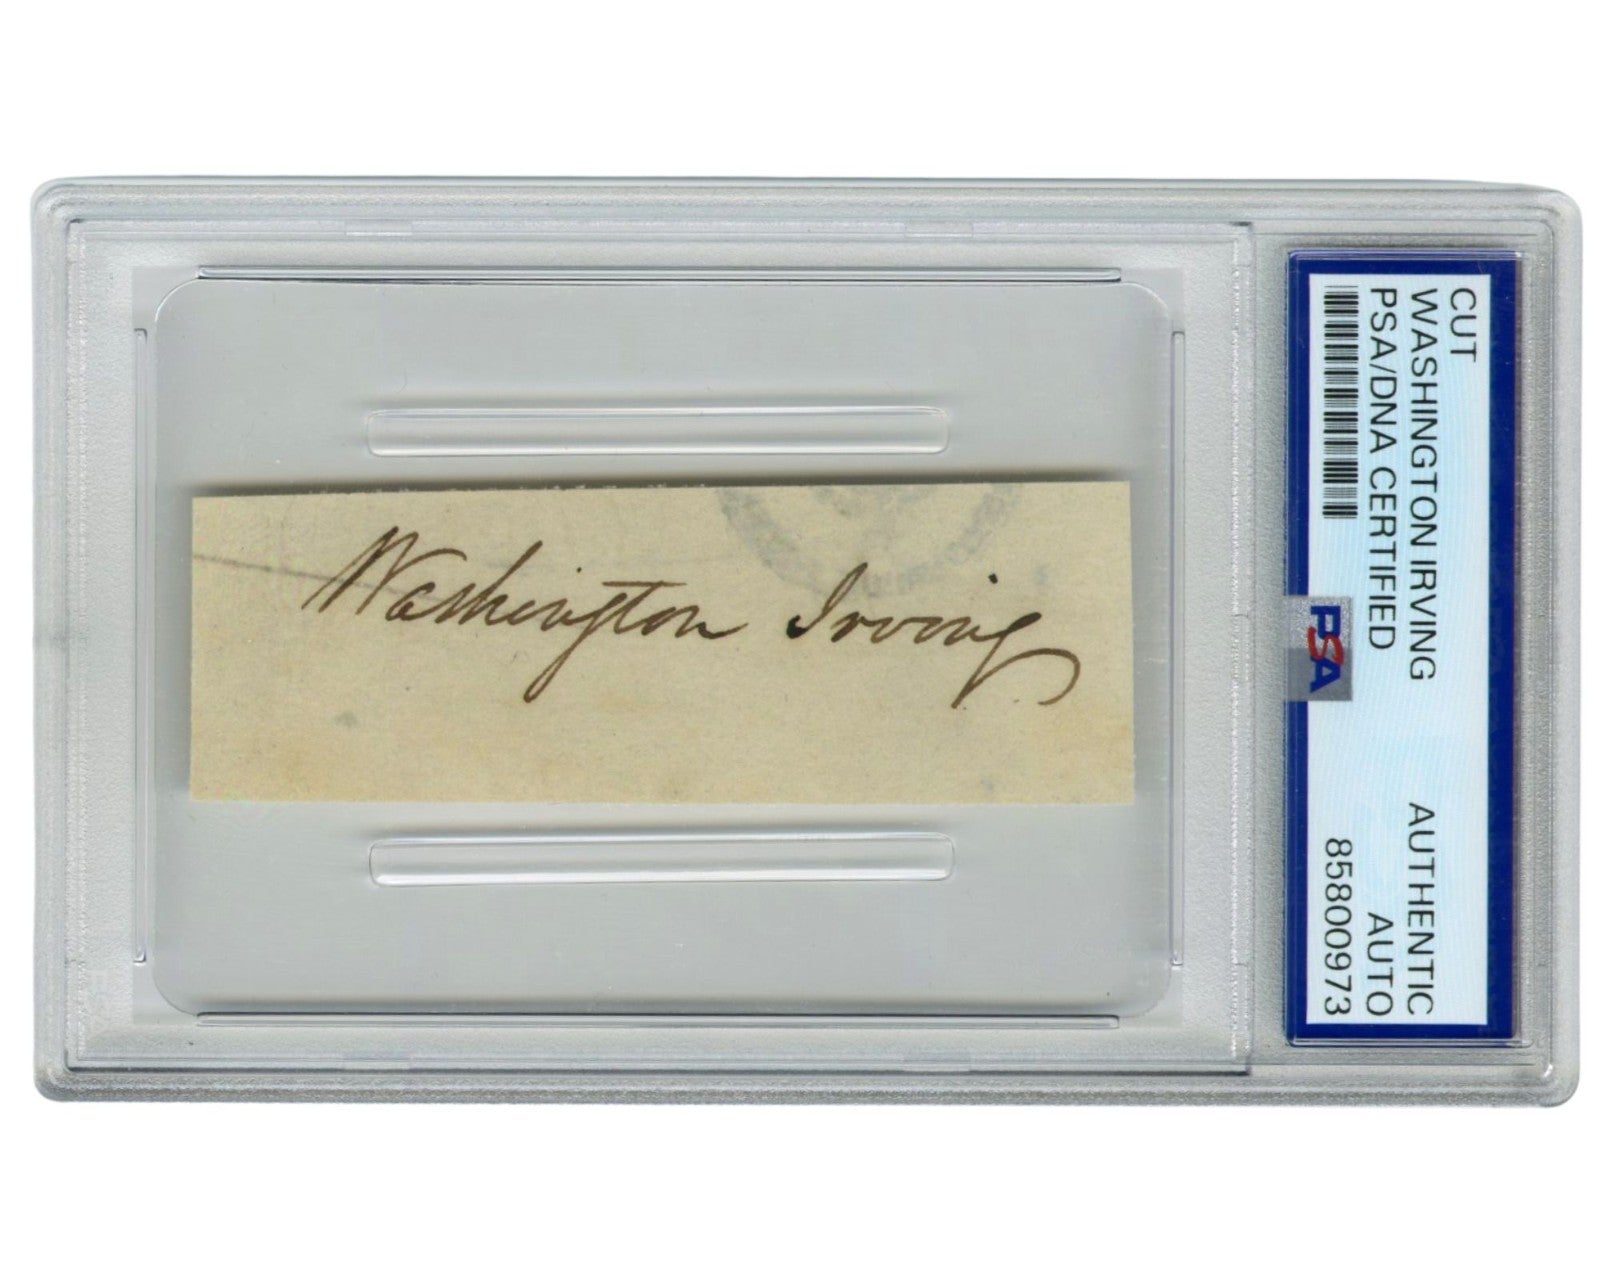 Washington Irving
CUT
WASHINGTON IRVING AUTHENTIC
PSA/DNA CERTIFIED AUTO
85800973
PSA